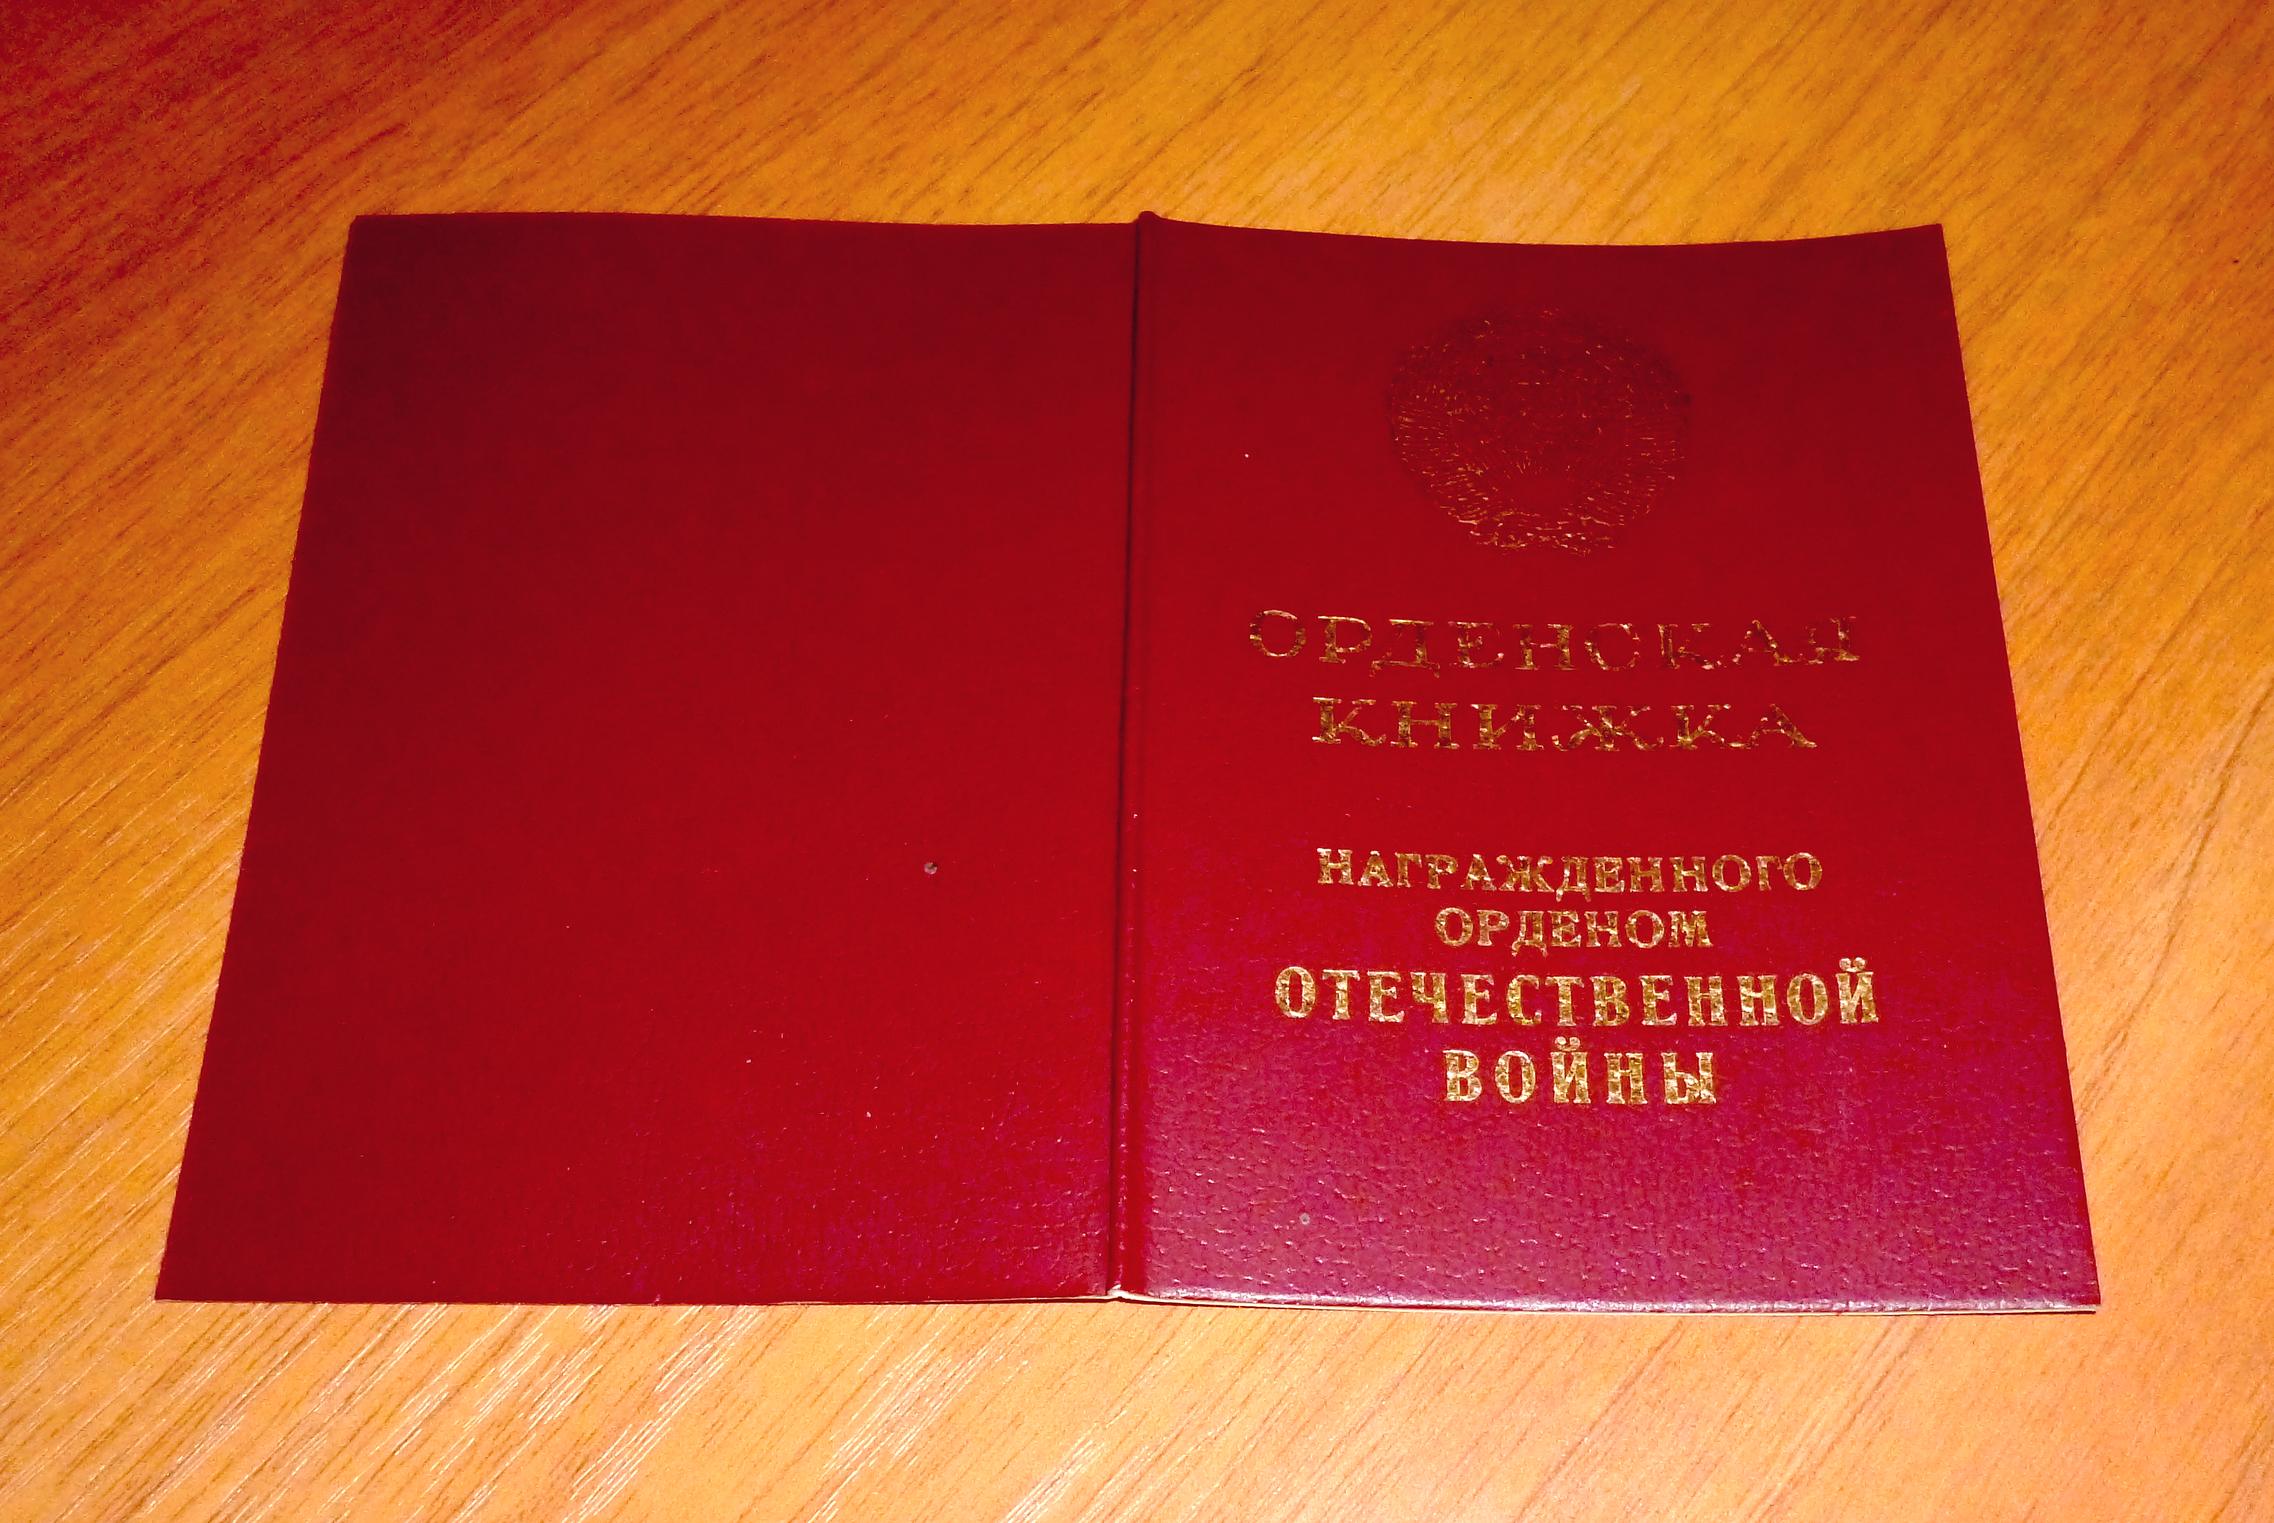 ОРДЕНСКАЯ
КНИЖКА
НАГРАЖДЕННОГО
ОРДЕНОМ
ОТЕЧЕСТВЕННОЙ
ВОЙНЫ